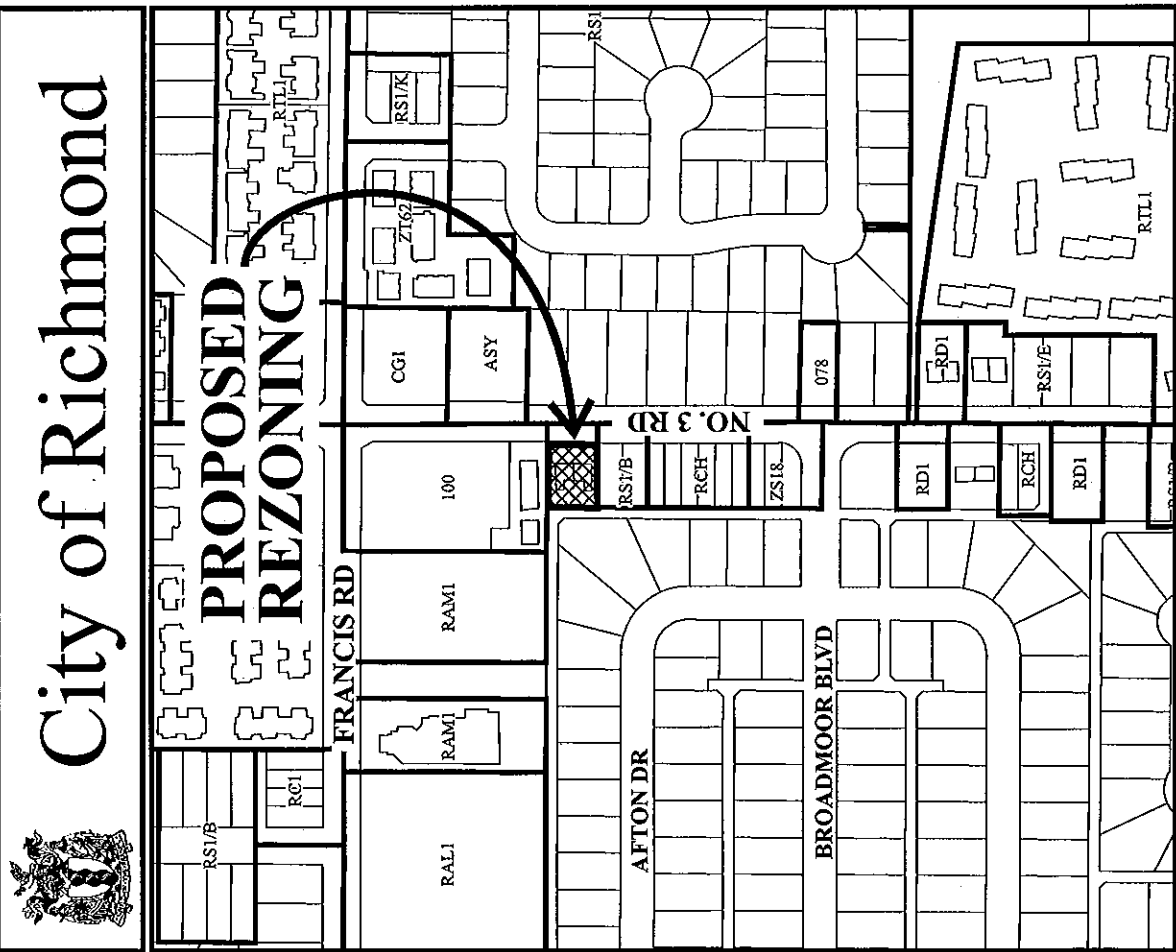 City of Richmond
RS1/B
PROPOSED
REZONING
RTL1
RC1
FRANCIS RD
CG1
ZT62
RS1/K
RAL1
RAM1
RAM1
100
ASY
RS1
NO. 3 RD
RS1/B
AFTON DR
RCH
ZS18
BROADMOOR BLVD
078
RD1
RD1
RCH
RS1/E
RD1
RTL1